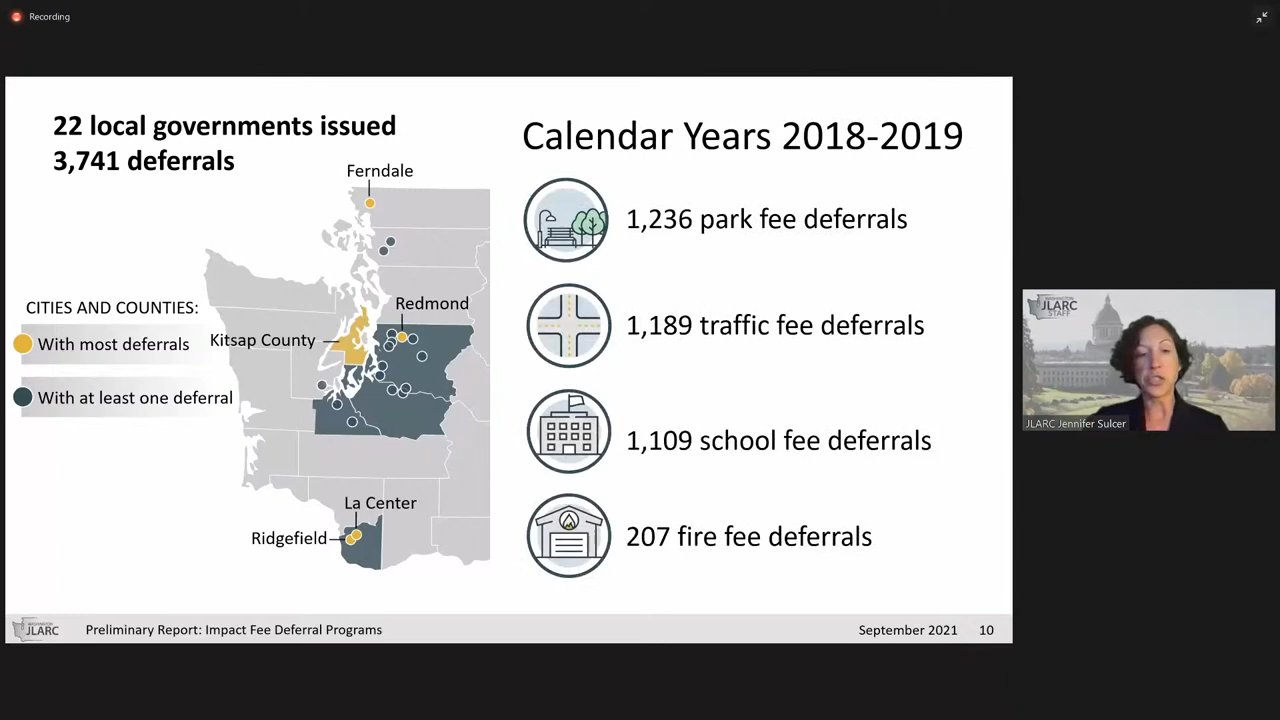 Recording
22 local governments issued
3,741 deferrals
Calendar Years 2018-2019
Ferndale
1,236 park fee deferrals
CITIES AND COUNTIES:
Redmond
Kitsap County
With most deferrals
1,189 traffic fee deferrals
With at least one deferral
1,109 school fee deferrals
La Center
Ridgefield
207 fire fee deferrals
WASHINGTON
JLARC
STAFF
JLARC Jennifer Sulcer
WASHINGTON
JLARC
Preliminary Report: Impact Fee Deferral Programs
September 2021 10